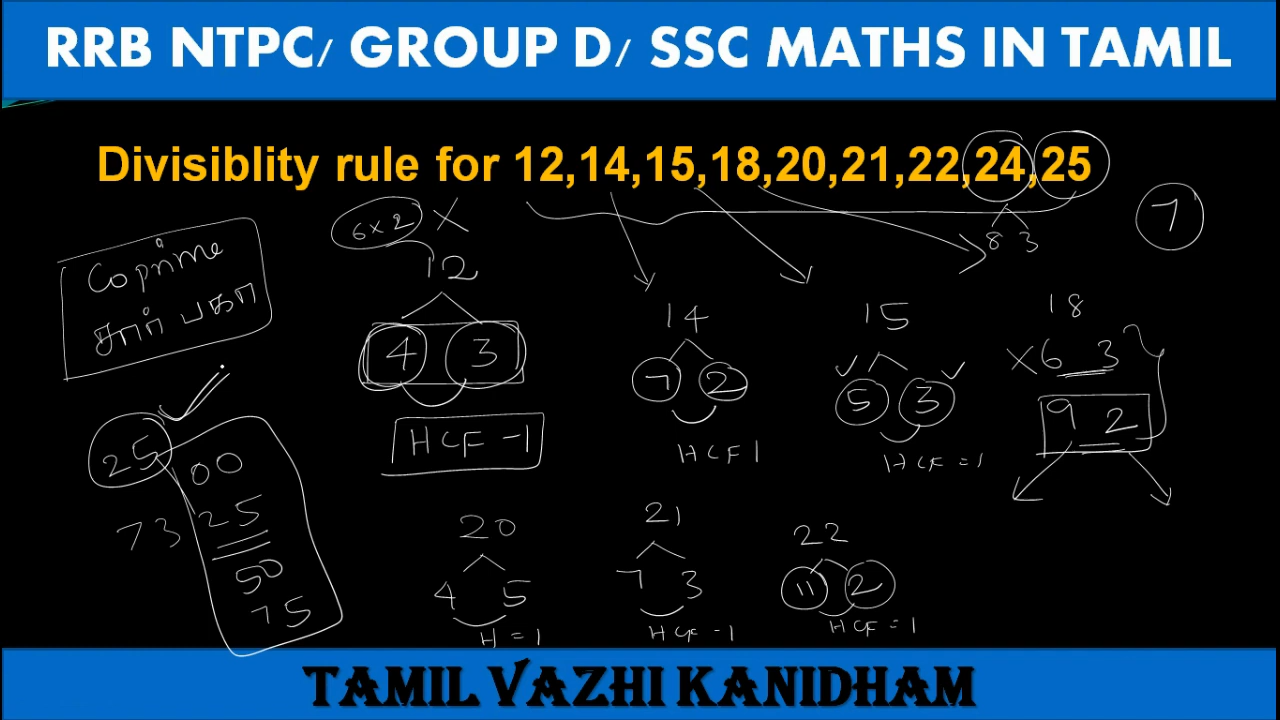 RRB NTPC/ GROUP D/ SSC MATHS IN TAMIL
Divisiblity rule for 12,14,15,18,20,21,22,24,25
7
6 x 2 X
8 3
Coprime
சார் பகா
12
4 3
HCF - 1
14
7 2
HCF 1
15
5 3
HCF = 1
18
X 6 3
9 2
25
00
25
50
75
73
20
4 5
H = 1
21
7 3
HCF - 1
22
11 2
HCF = 1
TAMIL VAZHI KANIDHAM